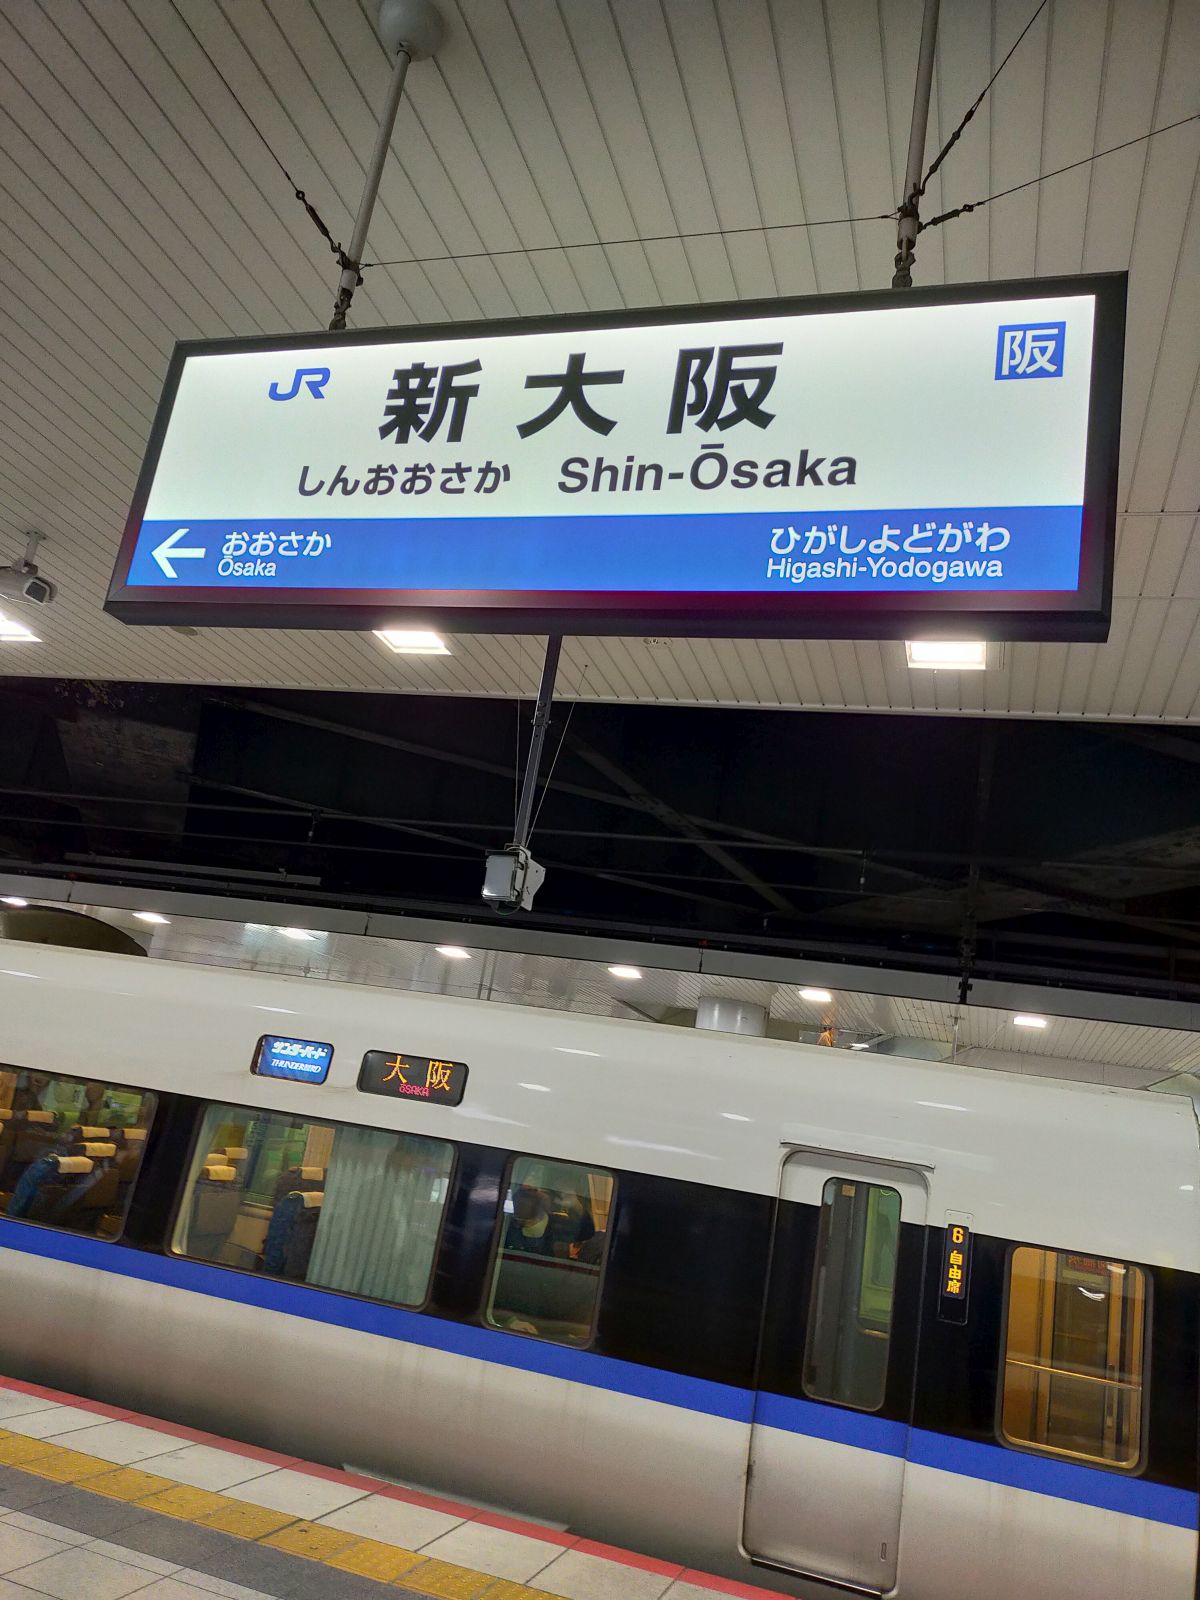 JR 新大阪 阪
しんおおさか Shin-Ōsaka
← おおさか
Ōsaka
ひがしよどがわ
Higashi-Yodogawa
サンダーバード
THUNDERBIRD
大阪
ŌSAKA
6 自由席